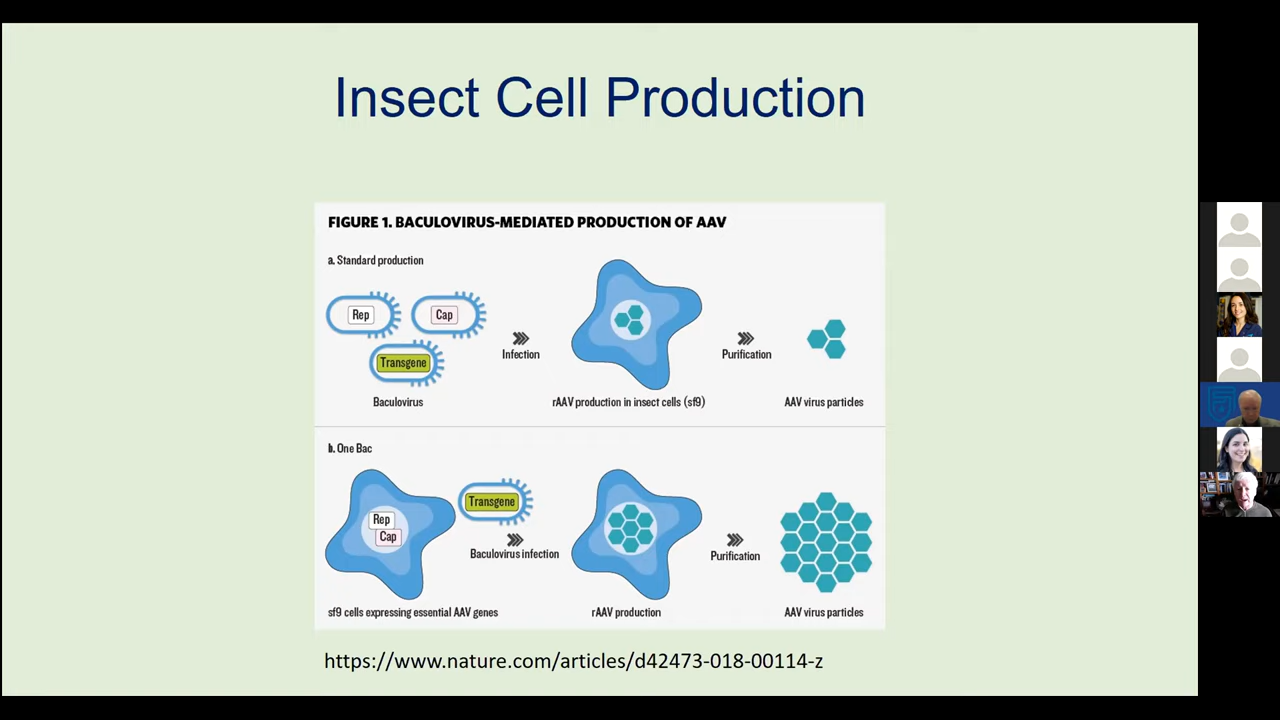 Insect Cell Production
FIGURE 1. BACULOVIRUS-MEDIATED PRODUCTION OF AAV
a. Standard production
Rep
Cap
Transgene
Baculovirus
Infection
rAAV production in insect cells (sf9)
Purification
AAV virus particles
b. One Bac
Rep
Cap
sf9 cells expressing essential AAV genes
Transgene
Baculovirus infection
rAAV production
Purification
AAV virus particles
https://www.nature.com/articles/d42473-018-00114-z